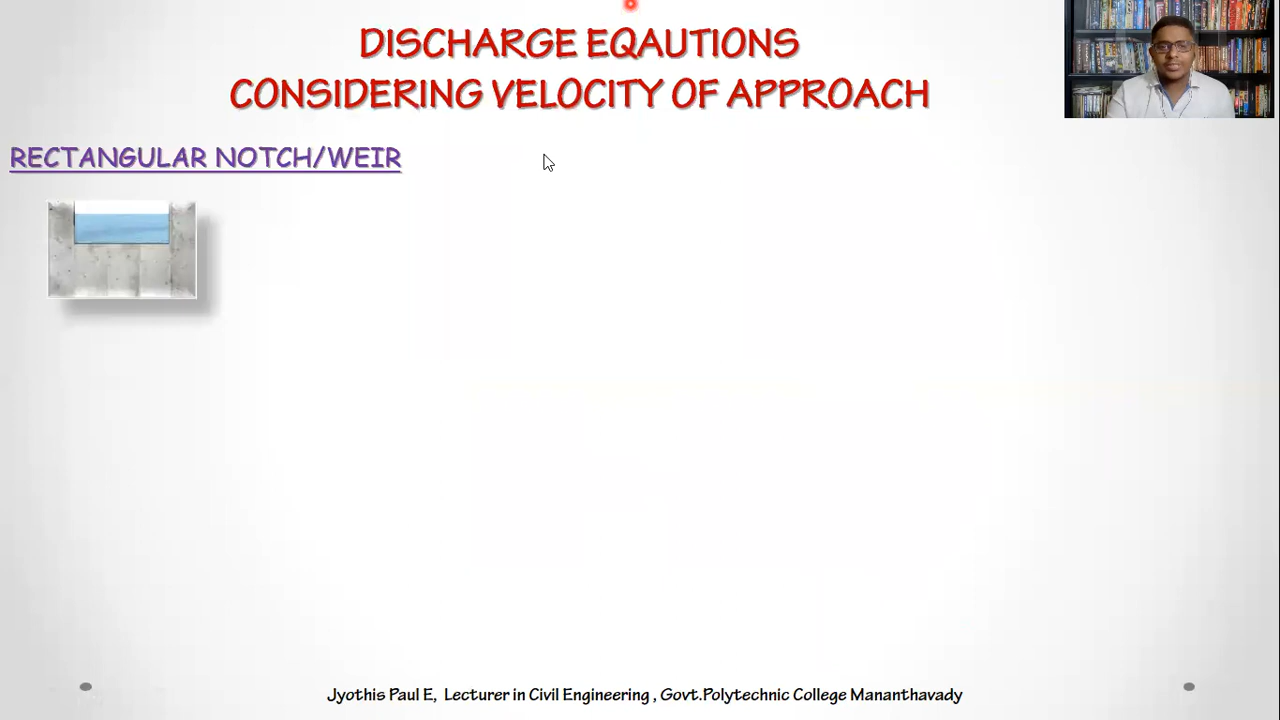 DISCHARGE EQAUTIONS
CONSIDERING VELOCITY OF APPROACH
RECTANGULAR NOTCH/WEIR
Jyothis Paul E, Lecturer in Civil Engineering , Govt.Polytechnic College Mananthavady